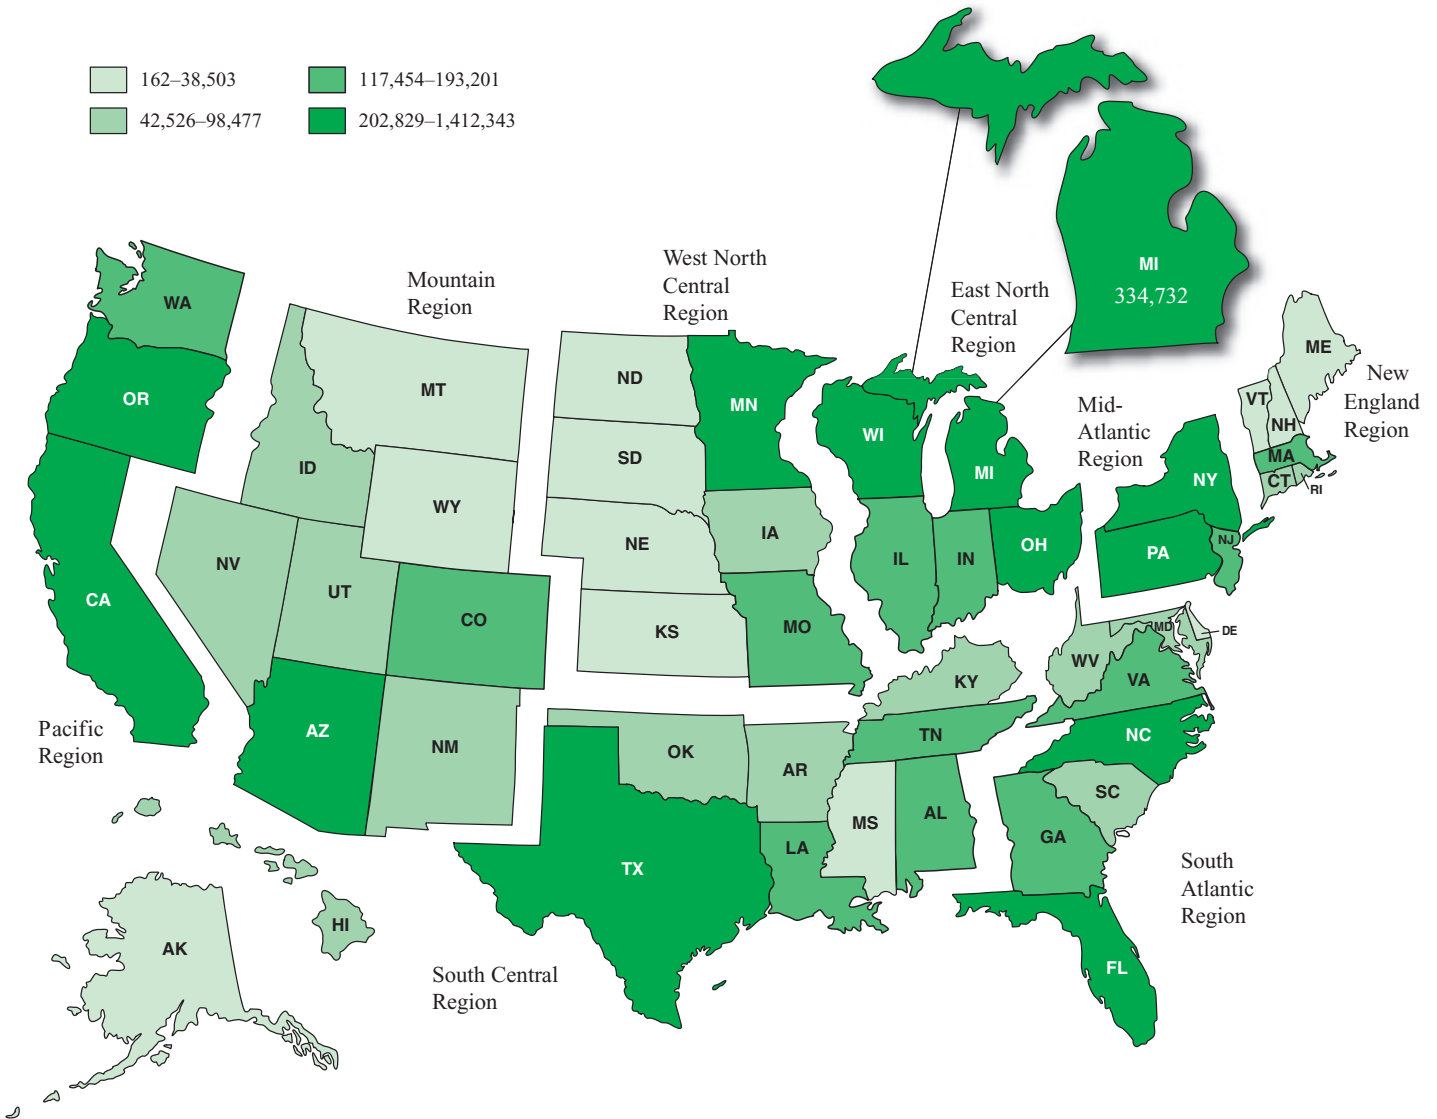 162–38,503
117,454–193,201
42,526–98,477
202,829–1,412,343
MI
334,732
West North
Central
Region
Mountain
Region
East North
Central
Region
WA
ME
New
England
Region
MT
ND
OR
MN
VT
Mid-
Atlantic
Region
NH
WI
MA
ID
SD
MI
NY
CT
RI
WY
IA
NE
NV
IL
IN
OH
PA
NJ
UT
CA
CO
KS
MO
MD
DE
WV
KY
VA
Pacific
Region
AZ
NM
OK
TN
NC
AR
SC
MS
AL
GA
LA
TX
South
Atlantic
Region
HI
AK
FL
South Central
Region